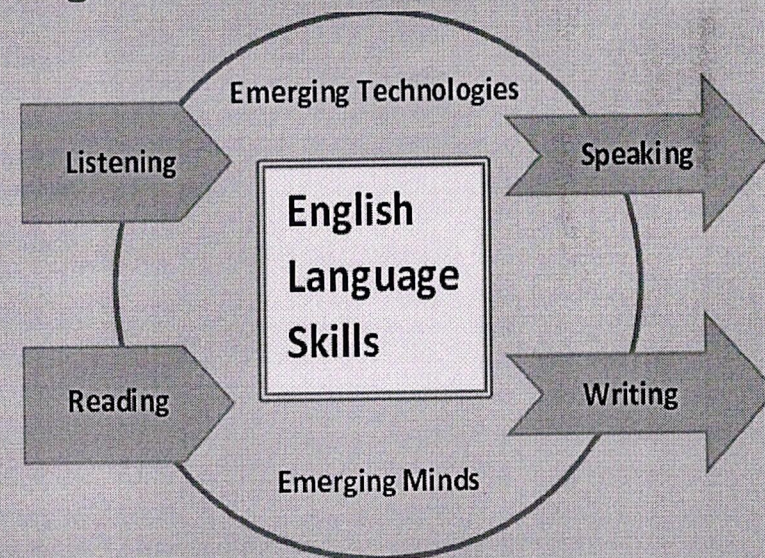 Emerging Technologies
Listening
Speaking
English
Language
Skills
Reading
Writing
Emerging Minds